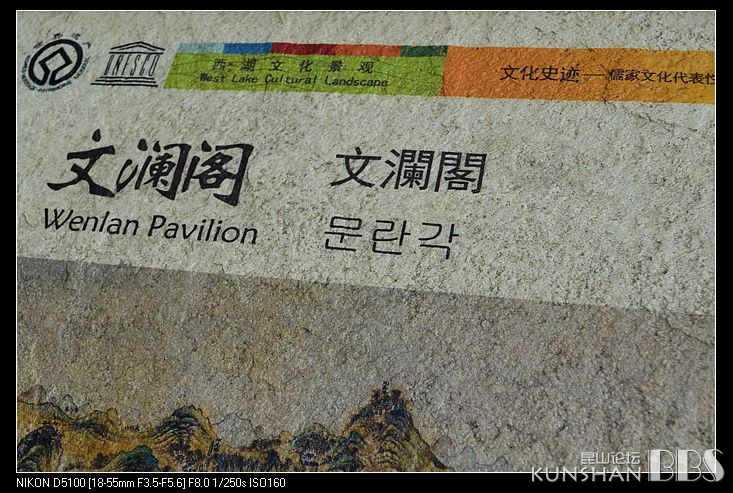 UNESCO
西湖文化景观
West Lake Cultural Landscape
文化史迹——儒家文化代表性
文澜阁
文瀾閣
Wenlan Pavilion
문란각
昆山论坛
KUNSHAN BBS
NIKON D5100 [18-55mm F3.5-F5.6] F8.0 1/250s ISO160